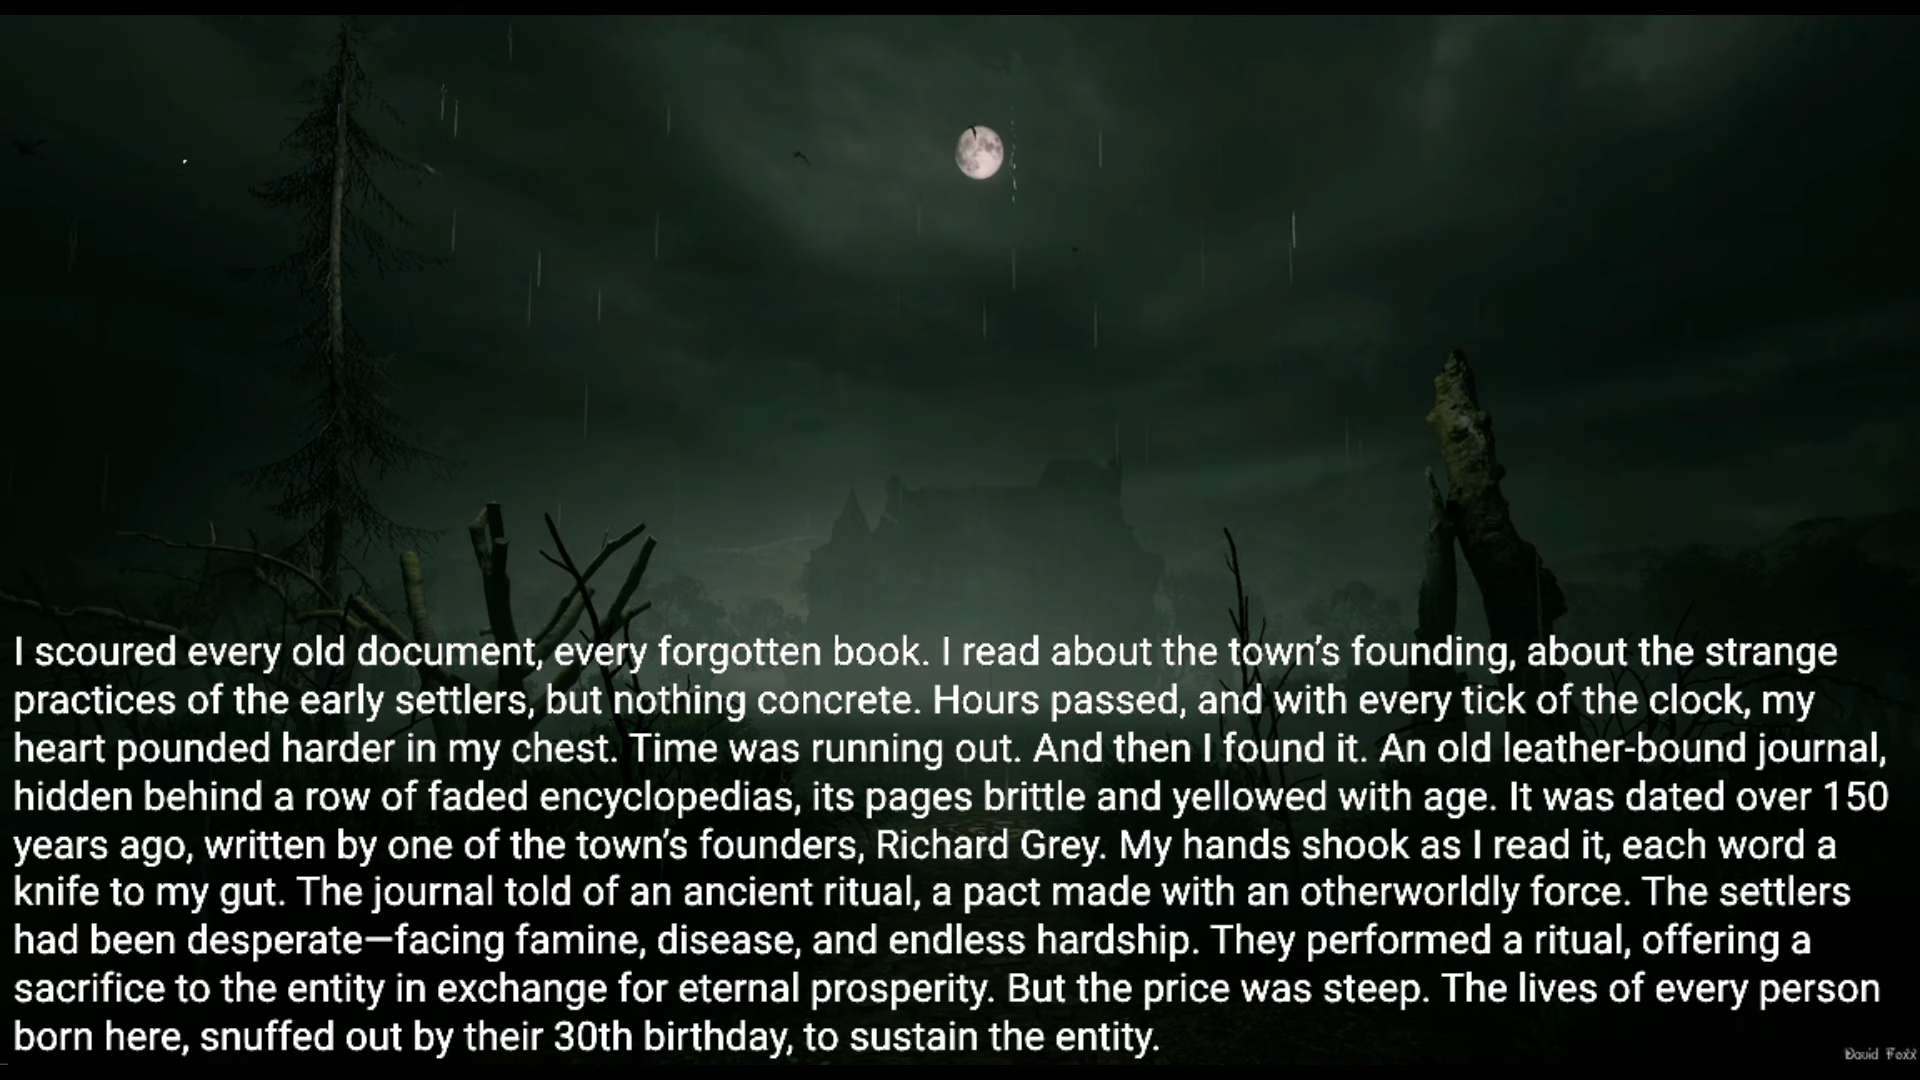 I scoured every old document, every forgotten book. I read about the town’s founding, about the strange
practices of the early settlers, but nothing concrete. Hours passed, and with every tick of the clock, my
heart pounded harder in my chest. Time was running out. And then I found it. An old leather-bound journal,
hidden behind a row of faded encyclopedias, its pages brittle and yellowed with age. It was dated over 150
years ago, written by one of the town’s founders, Richard Grey. My hands shook as I read it, each word a
knife to my gut. The journal told of an ancient ritual, a pact made with an otherworldly force. The settlers
had been desperate—facing famine, disease, and endless hardship. They performed a ritual, offering a
sacrifice to the entity in exchange for eternal prosperity. But the price was steep. The lives of every person
born here, snuffed out by their 30th birthday, to sustain the entity.
David Foxx